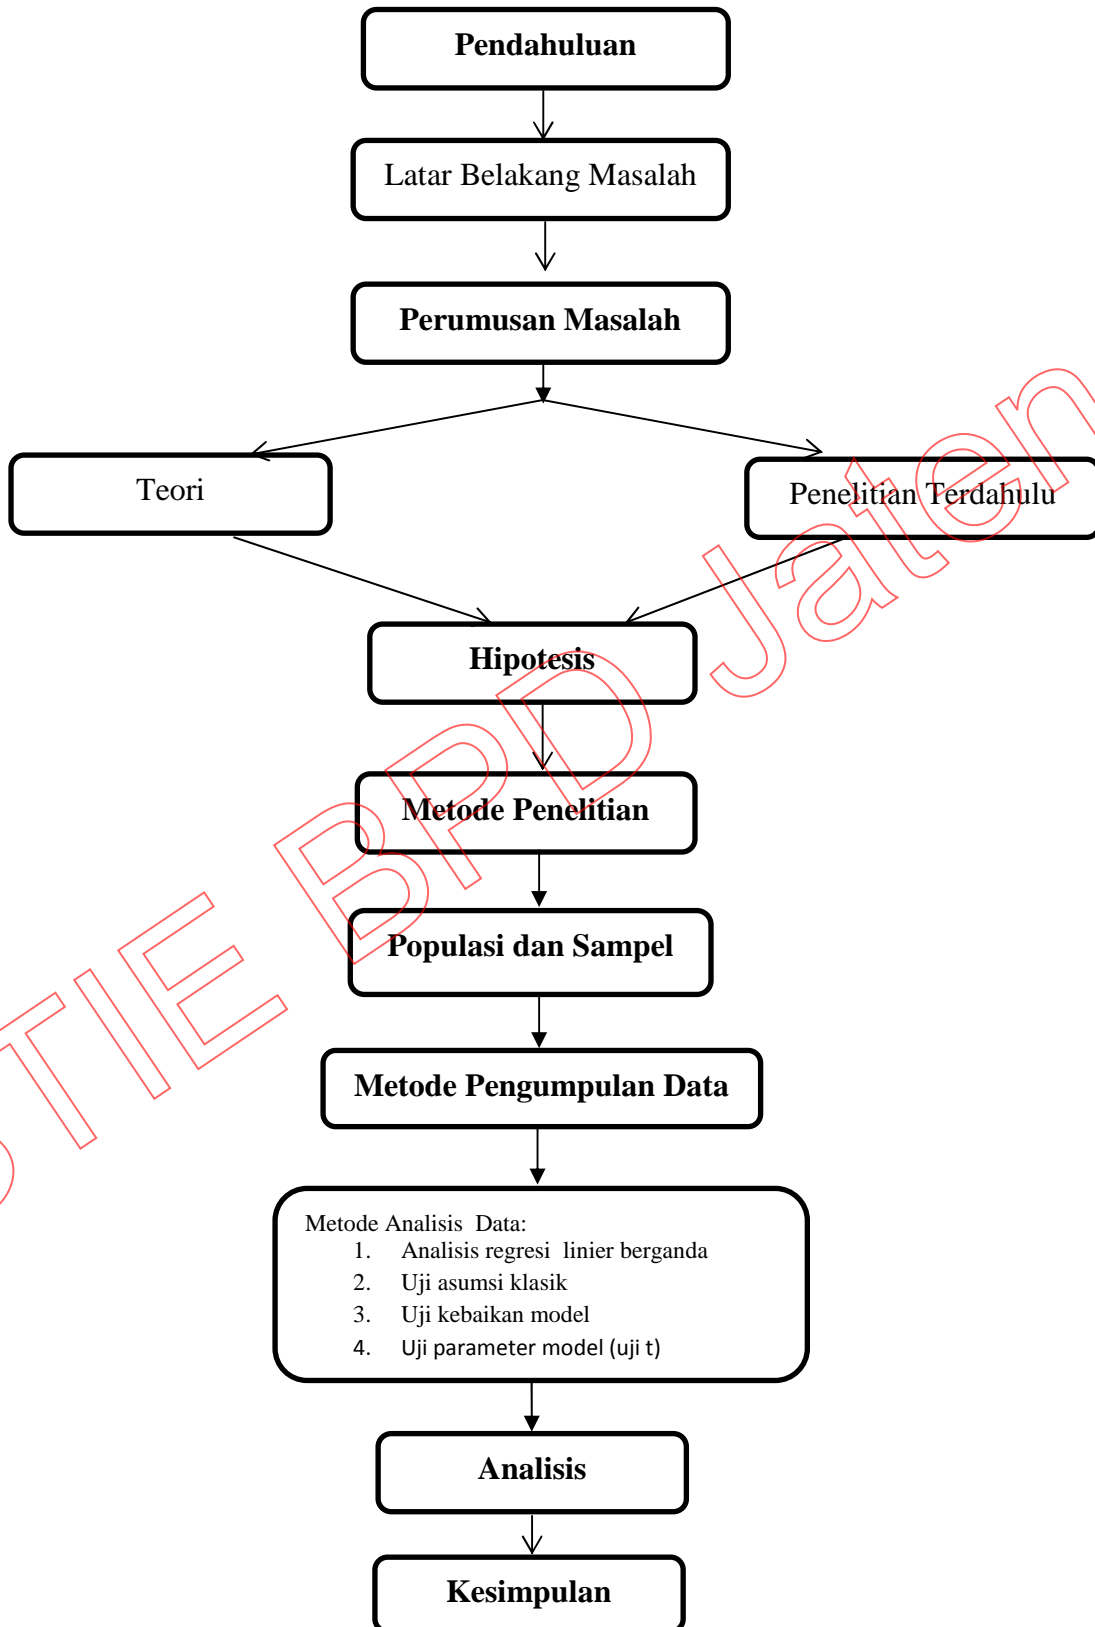 Pendahuluan
Latar Belakang Masalah
Perumusan Masalah
Teori
Penelitian Terdahulu
Hipotesis
Metode Penelitian
Populasi dan Sampel
Metode Pengumpulan Data
Metode Analisis Data:
1. Analisis regresi linier berganda
2. Uji asumsi klasik
3. Uji kebaikan model
4. Uji parameter model (uji t)
Analisis
Kesimpulan
STIE BPD Jaten